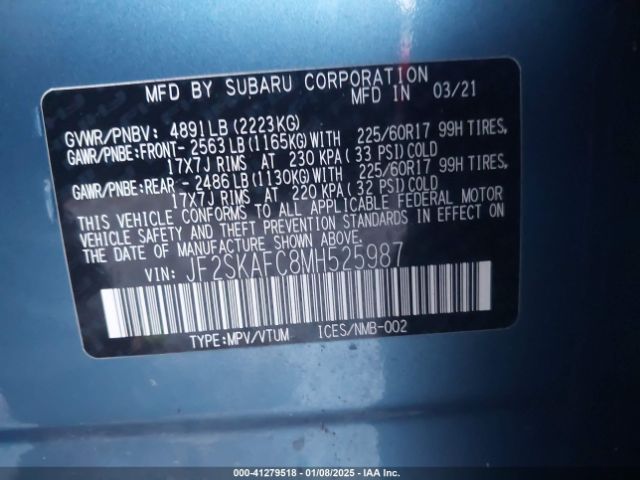 MFD BY SUBARU CORPORATION
MFD IN 03/21
GVWR/PNBV: 4891LB(2223KG)
GAWR/PNBE:FRONT-2563LB(1165KG)WITH 225/60R17 99H TIRES,
17X7J RIMS AT 230 KPA(33 PSI)COLD
GAWR/PNBE:REAR -2486LB(1130KG)WITH 225/60R17 99H TIRES,
17X7J RIMS AT 220 KPA(32 PSI)COLD
THIS VEHICLE CONFORMS TO ALL APPLICABLE FEDERAL MOTOR
VEHICLE SAFETY AND THEFT PREVENTION STANDARDS IN EFFECT ON
THE DATE OF MANUFACTURE SHOWN ABOVE.
VIN: JF2SKAFC8MH525987
TYPE:MPV/VTUM ICES/NMB-002
000-41279518 - 01/08/2025 - IAA Inc.